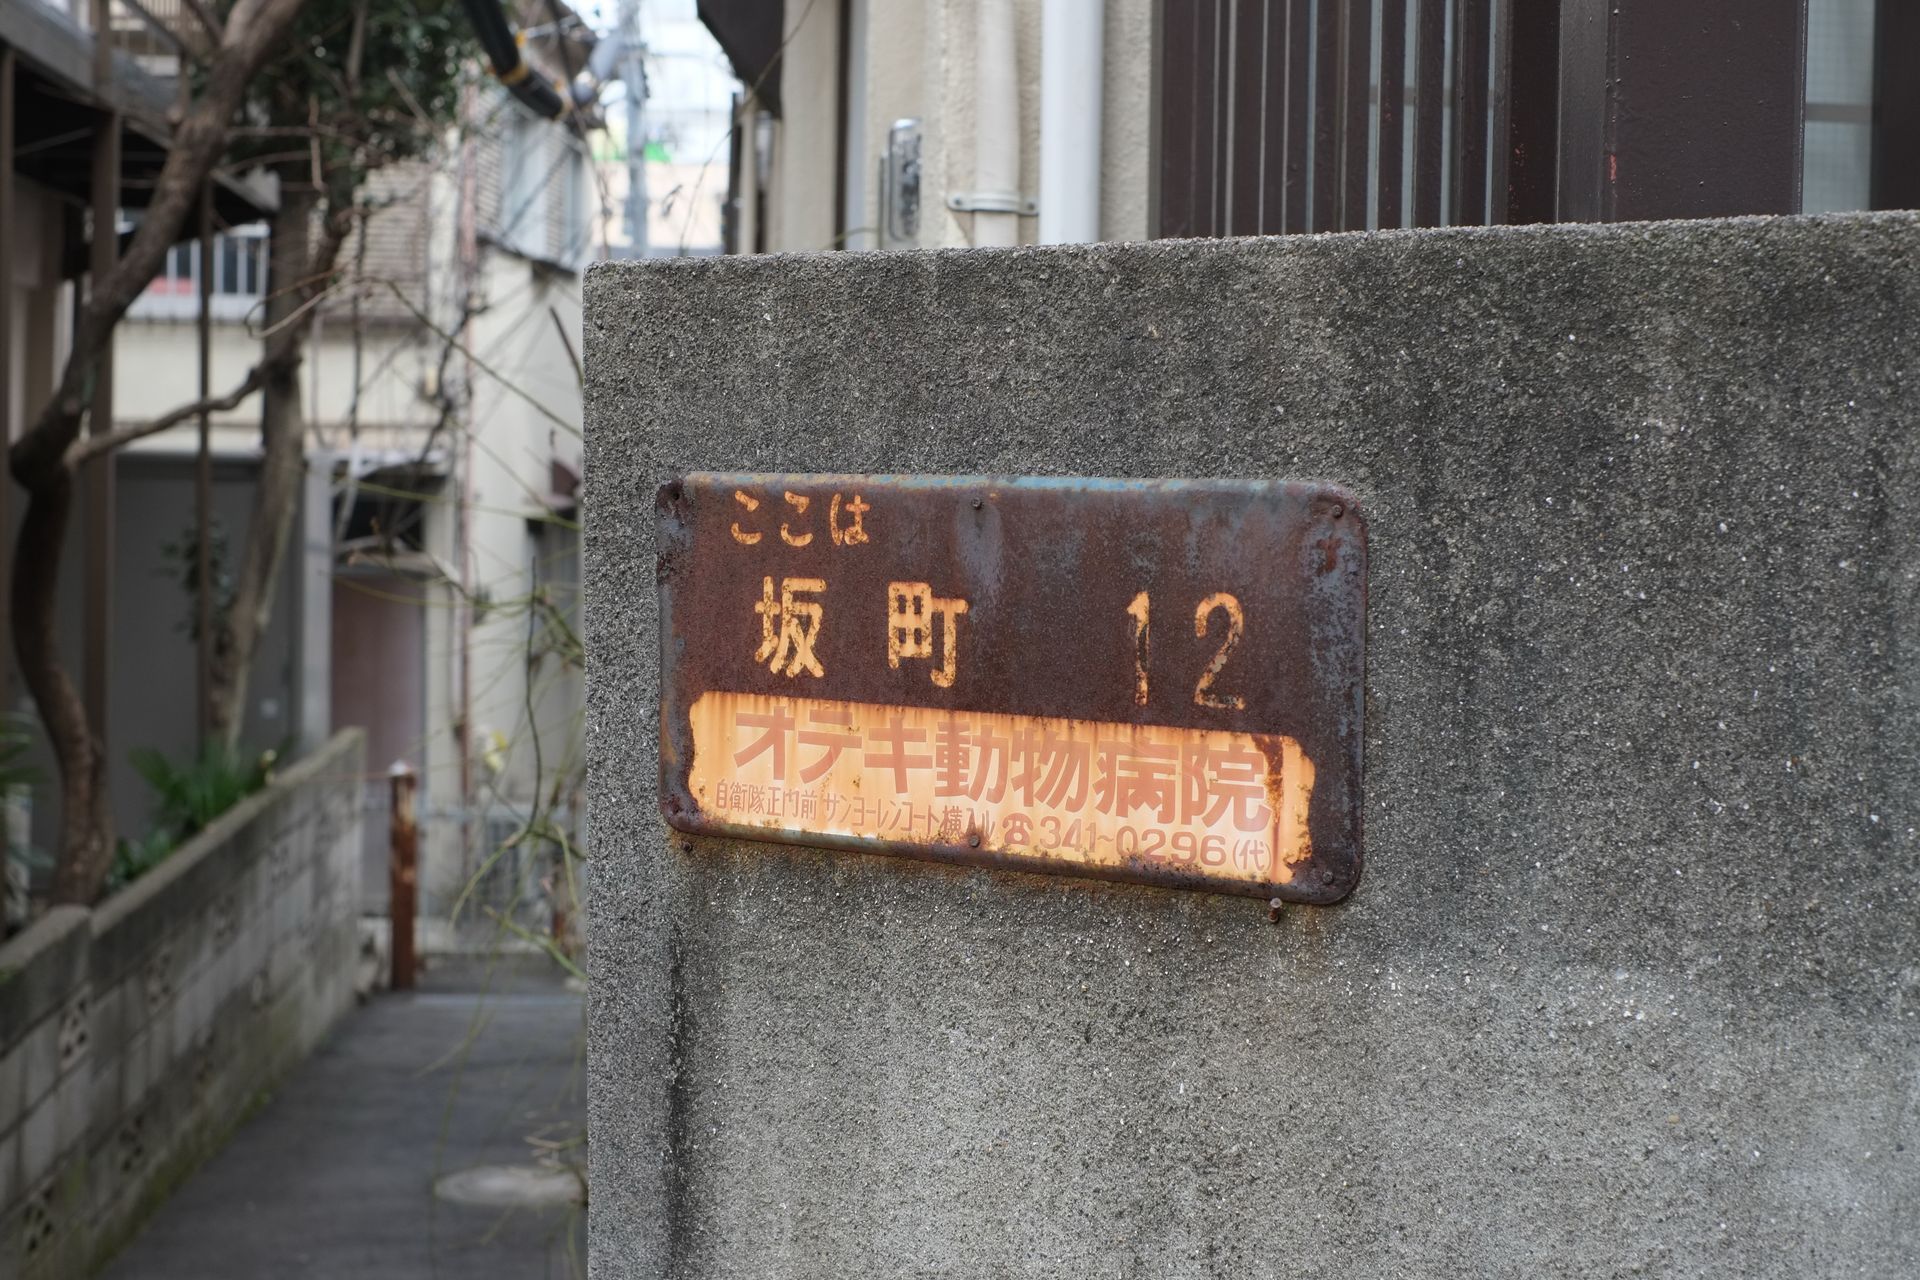 ここは
坂町 12
オテキ動物病院
自衛隊正門前 サンヨーレンコート横入ル ☎341~0296(代)